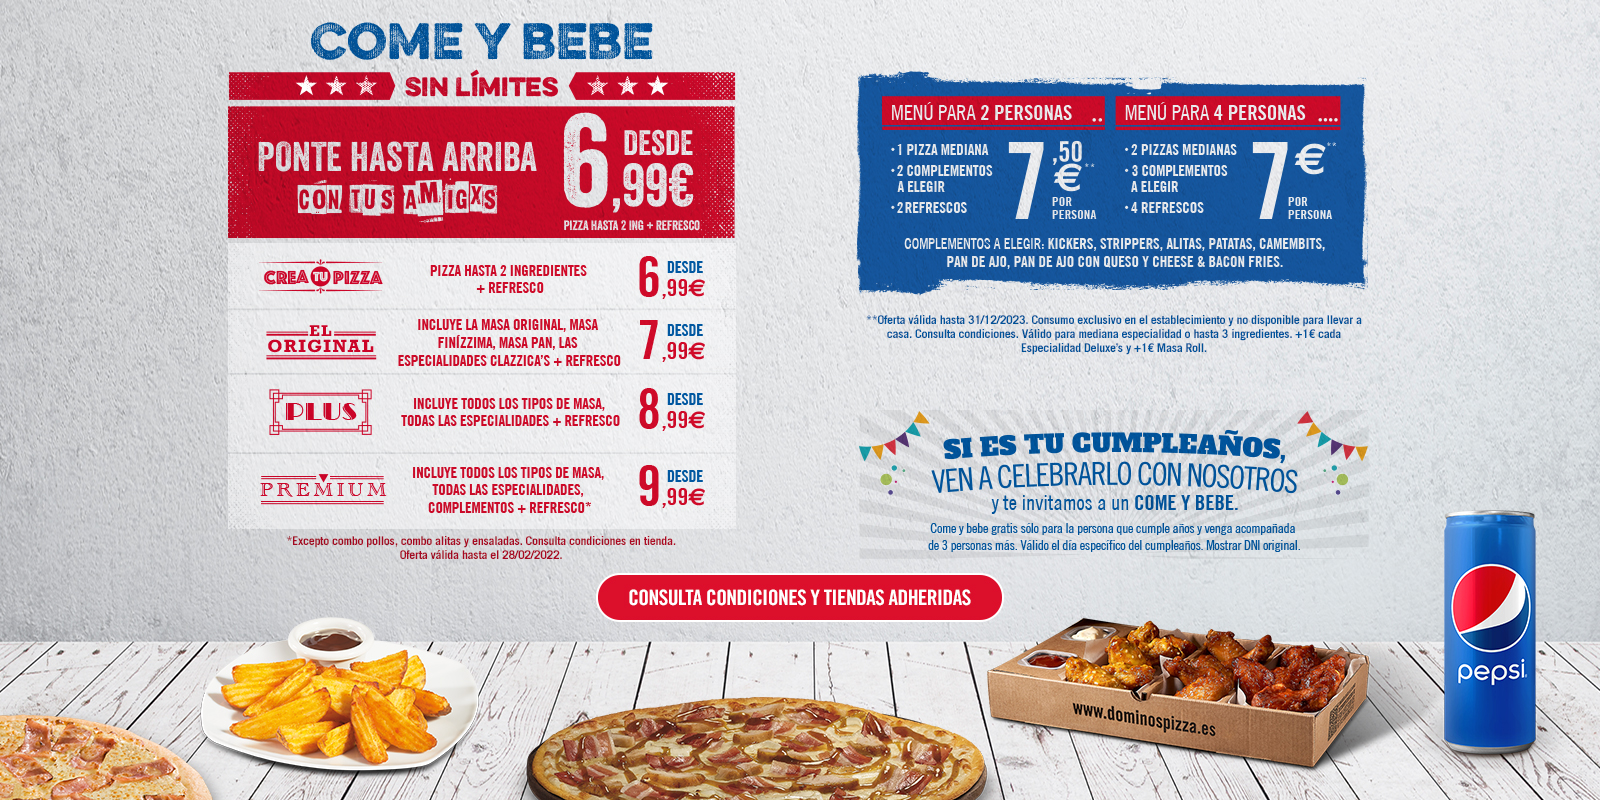 COME Y BEBE
SIN LÍMITES
PONTE HASTA ARRIBA
CON TUS AMIGXS
6,99€
DESDE
PIZZA HASTA 2 ING + REFRESCO
CREA TU PIZZA
PIZZA HASTA 2 INGREDIENTES
+ REFRESCO
DESDE
6,99€
EL
ORIGINAL
INCLUYE LA MASA ORIGINAL, MASA
FINÍZZIMA, MASA PAN, LAS
ESPECIALIDADES CLAZZICA'S + REFRESCO
DESDE
7,99€
PLUS
INCLUYE TODOS LOS TIPOS DE MASA,
TODAS LAS ESPECIALIDADES + REFRESCO
DESDE
8,99€
PREMIUM
INCLUYE TODOS LOS TIPOS DE MASA,
TODAS LAS ESPECIALIDADES,
COMPLEMENTOS + REFRESCO*
DESDE
9,99€
*Excepto combo pollos, combo alitas y ensaladas. Consulta condiciones en tienda.
Oferta válida hasta el 28/02/2022.
MENÚ PARA 2 PERSONAS ..
• 1 PIZZA MEDIANA
• 2 COMPLEMENTOS
A ELEGIR
• 2 REFRESCOS
7,50€**
POR
PERSONA
MENÚ PARA 4 PERSONAS ....
• 2 PIZZAS MEDIANAS
• 3 COMPLEMENTOS
A ELEGIR
• 4 REFRESCOS
7€**
POR
PERSONA
COMPLEMENTOS A ELEGIR: KICKERS, STRIPPERS, ALITAS, PATATAS, CAMEMBITS,
PAN DE AJO, PAN DE AJO CON QUESO Y CHEESE & BACON FRIES.
**Oferta válida hasta 31/12/2023. Consumo exclusivo en el establecimiento y no disponible para llevar a
casa. Consulta condiciones. Válido para mediana especialidad o hasta 3 ingredientes. +1€ cada
Especialidad Deluxe's y +1€ Masa Roll.
SI ES TU CUMPLEAÑOS,
VEN A CELEBRARLO CON NOSOTROS
y te invitamos a un COME Y BEBE.
Come y bebe gratis sólo para la persona que cumple años y venga acompañada
de 3 personas más. Válido el día específico del cumpleaños. Mostrar DNI original.
CONSULTA CONDICIONES Y TIENDAS ADHERIDAS
www.dominospizza.es
pepsi